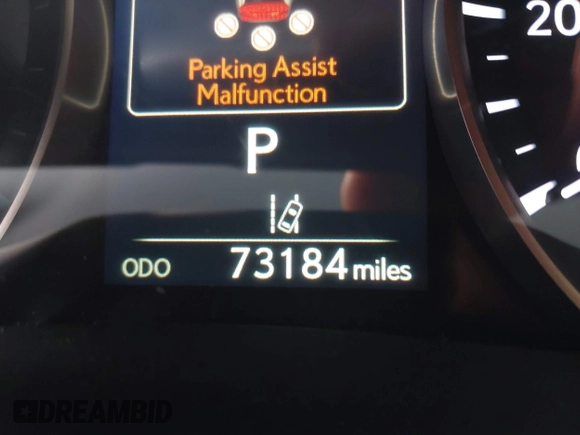 20
Parking Assist
Malfunction
P
ODO 73184 miles
DREAMBID